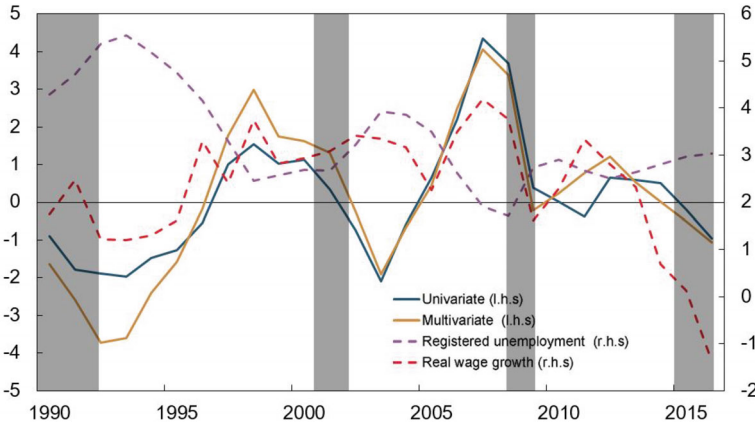 5 6
4 5
3 4
2
1 3
0 2
-1 1
-2 0
-3
-4 -1
-5 -2
Univariate (l.h.s)
Multivariate (l.h.s)
Registered unemployment (r.h.s)
Real wage growth (r.h.s)
1990 1995 2000 2005 2010 2015